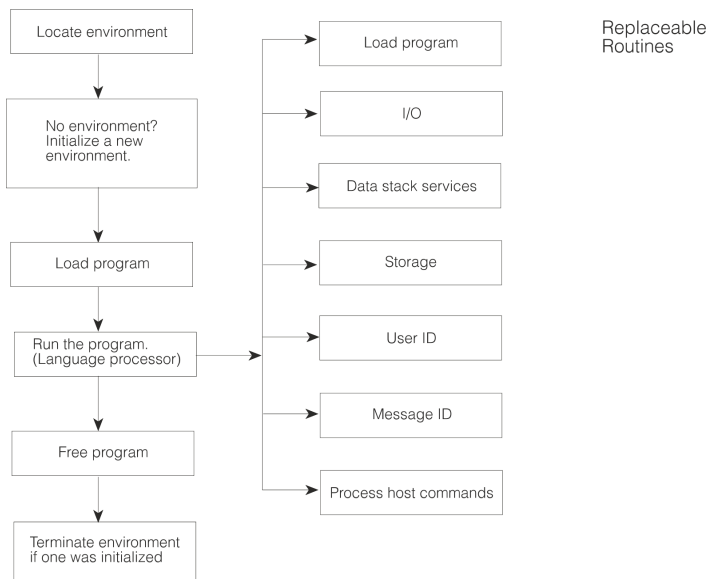 Locate environment
No environment?
Initialize a new
environment.
Load program
Run the program.
(Language processor)
Free program
Terminate environment
if one was initialized
Load program
I/O
Data stack services
Storage
User ID
Message ID
Process host commands
Replaceable
Routines